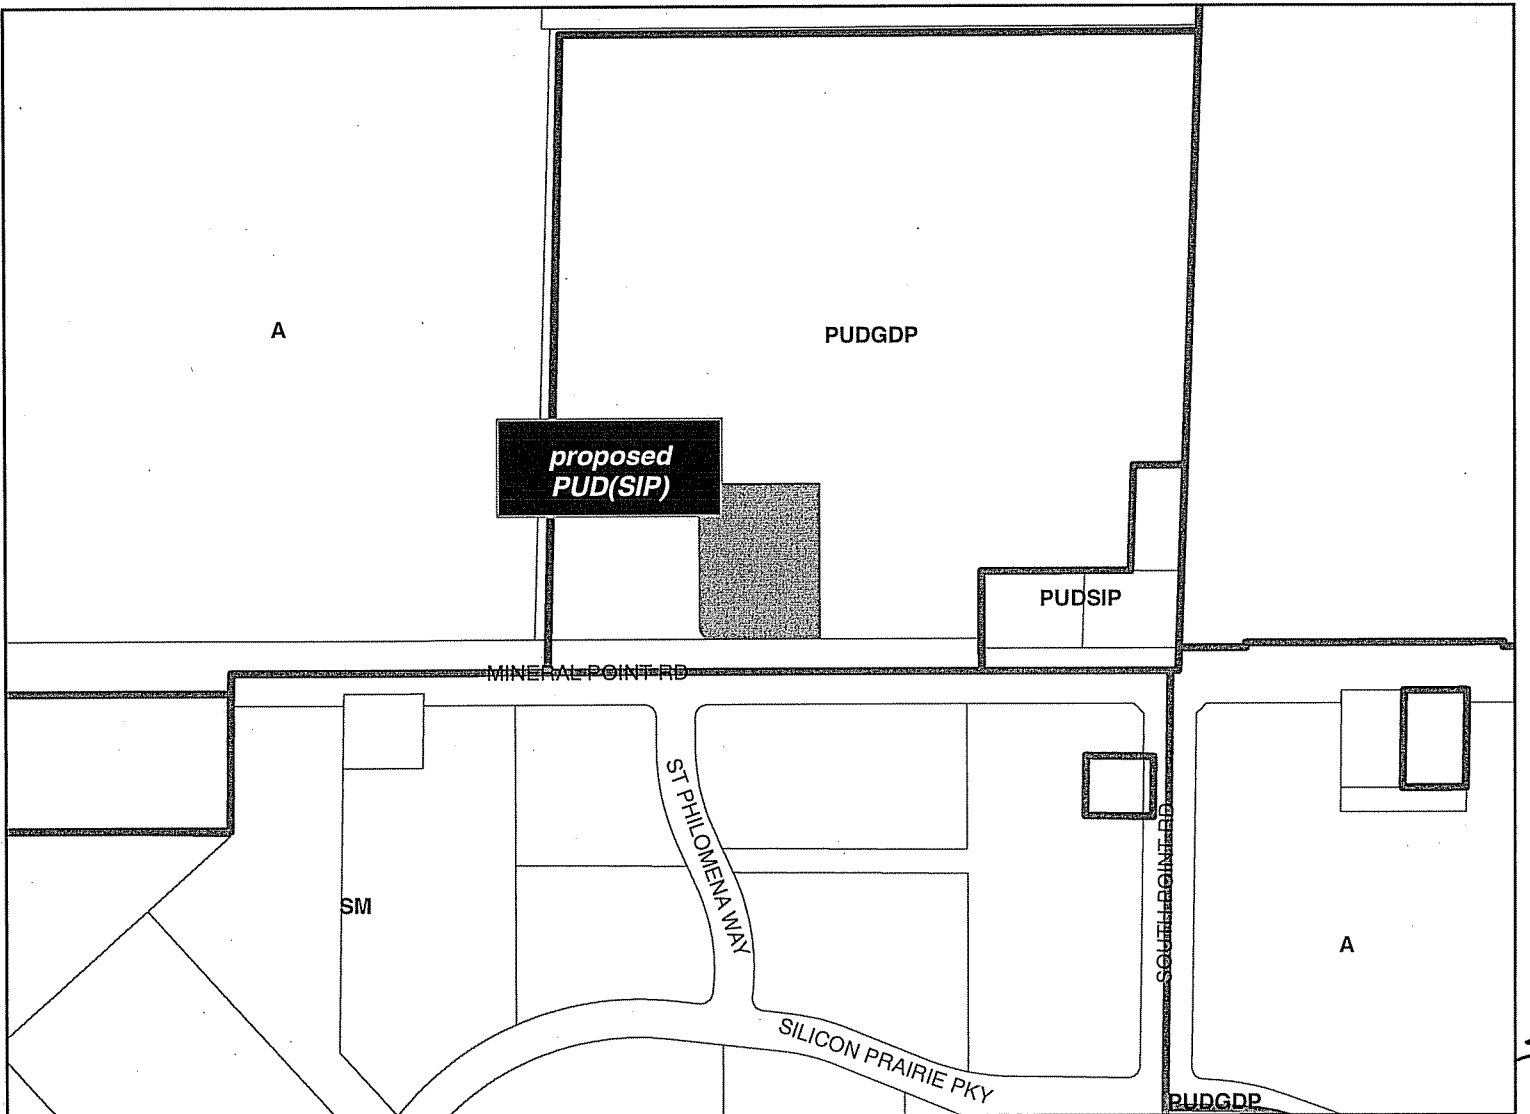 A
PUDGDP
proposed
PUD(SIP)
PUDSIP
MINERAL POINT RD
ST PHILOMENA WAY
SOUTH POINT RD
SM
A
SILICON PRAIRIE PKY
PUDGDP